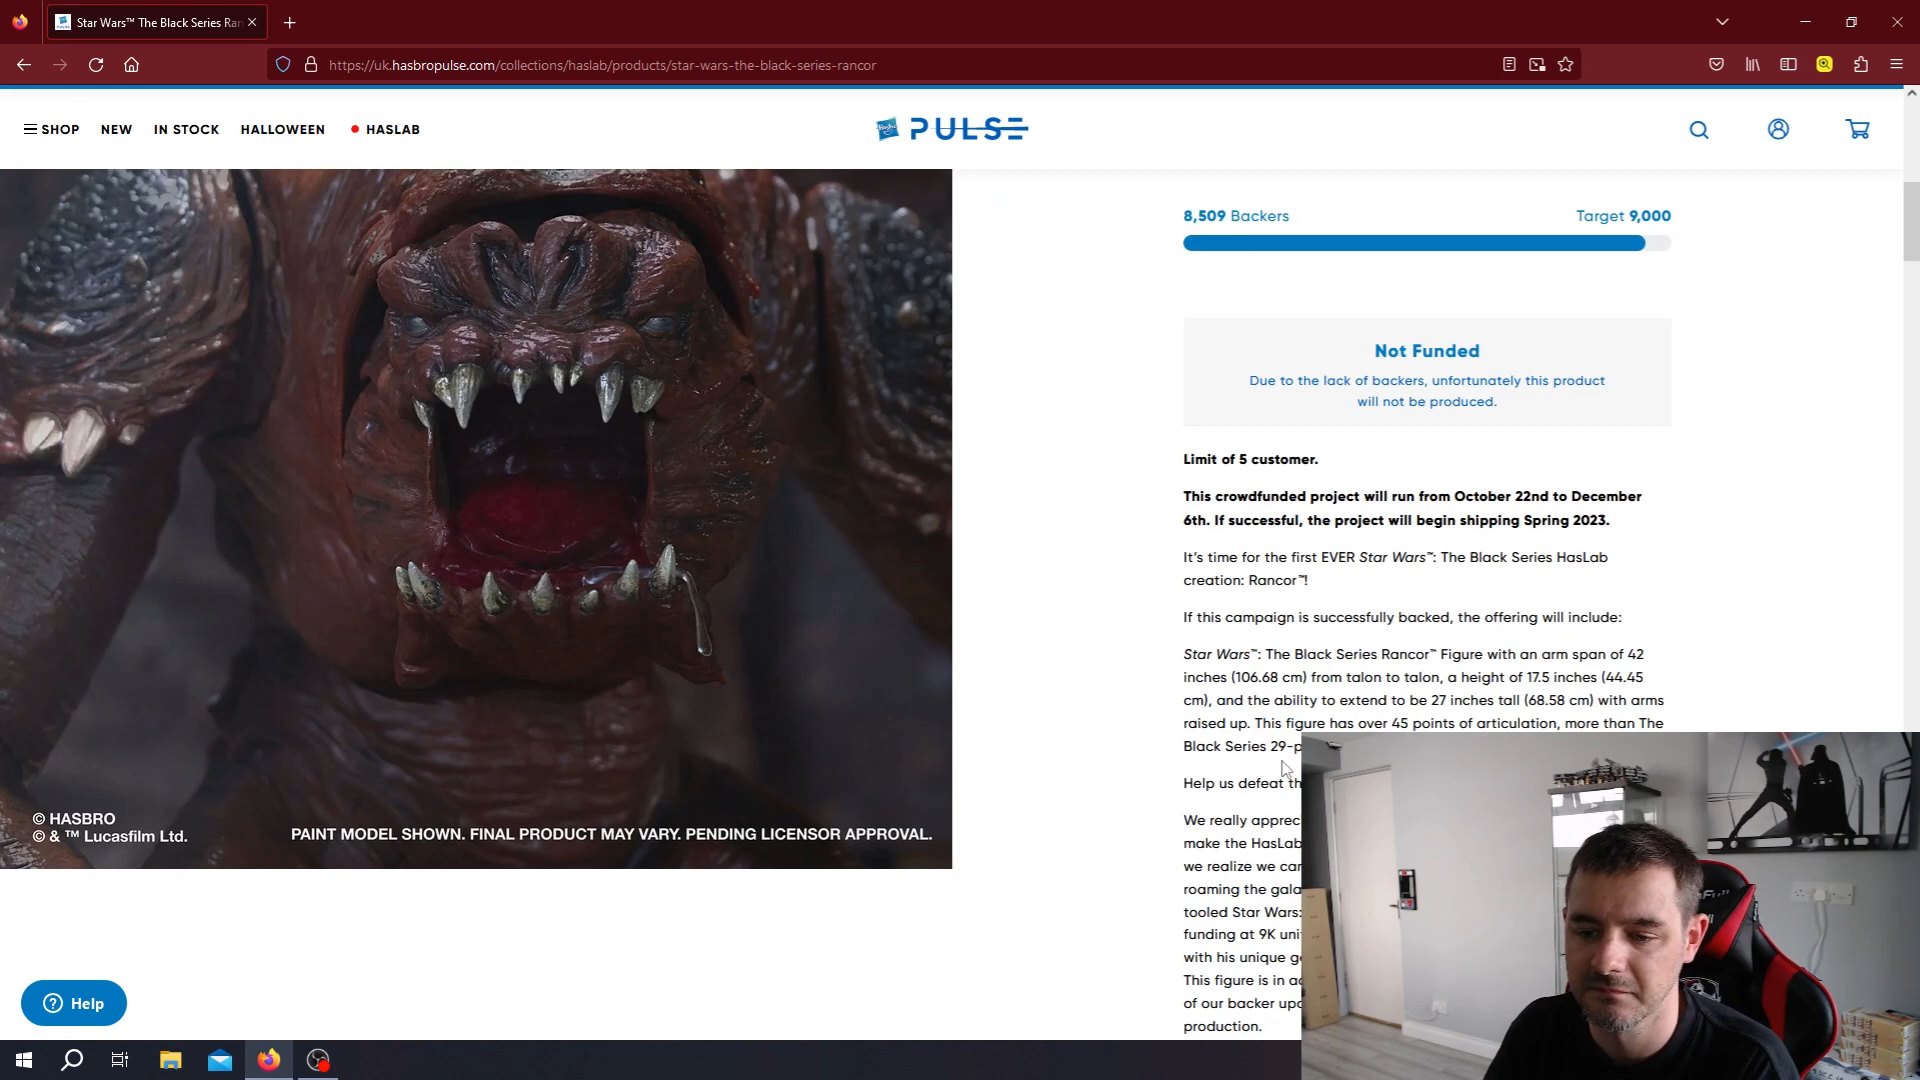 Star Wars™ The Black Series Ran
https://uk.hasbropulse.com/collections/haslab/products/star-wars-the-black-series-rancor
SHOP NEW IN STOCK HALLOWEEN HASLAB
Hasbro PULSE
8,509 Backers Target 9,000
Not Funded
Due to the lack of backers, unfortunately this product
will not be produced.
Limit of 5 customer.
This crowdfunded project will run from October 22nd to December
6th. If successful, the project will begin shipping Spring 2023.
It's time for the first EVER Star Wars™: The Black Series HasLab
creation: Rancor™!
If this campaign is successfully backed, the offering will include:
Star Wars™: The Black Series Rancor™ Figure with an arm span of 42
inches (106.68 cm) from talon to talon, a height of 17.5 inches (44.45
cm), and the ability to extend to be 27 inches tall (68.58 cm) with arms
raised up. This figure has over 45 points of articulation, more than The
Black Series 29-p
Help us defeat th
We really apprec
make the HasLab
we realize we car
roaming the gala
tooled Star Wars:
funding at 9K uni
with his unique g
This figure is in a
of our backer upd
production.
© HASBRO
© & ™ Lucasfilm Ltd.
PAINT MODEL SHOWN. FINAL PRODUCT MAY VARY. PENDING LICENSOR APPROVAL.
Help